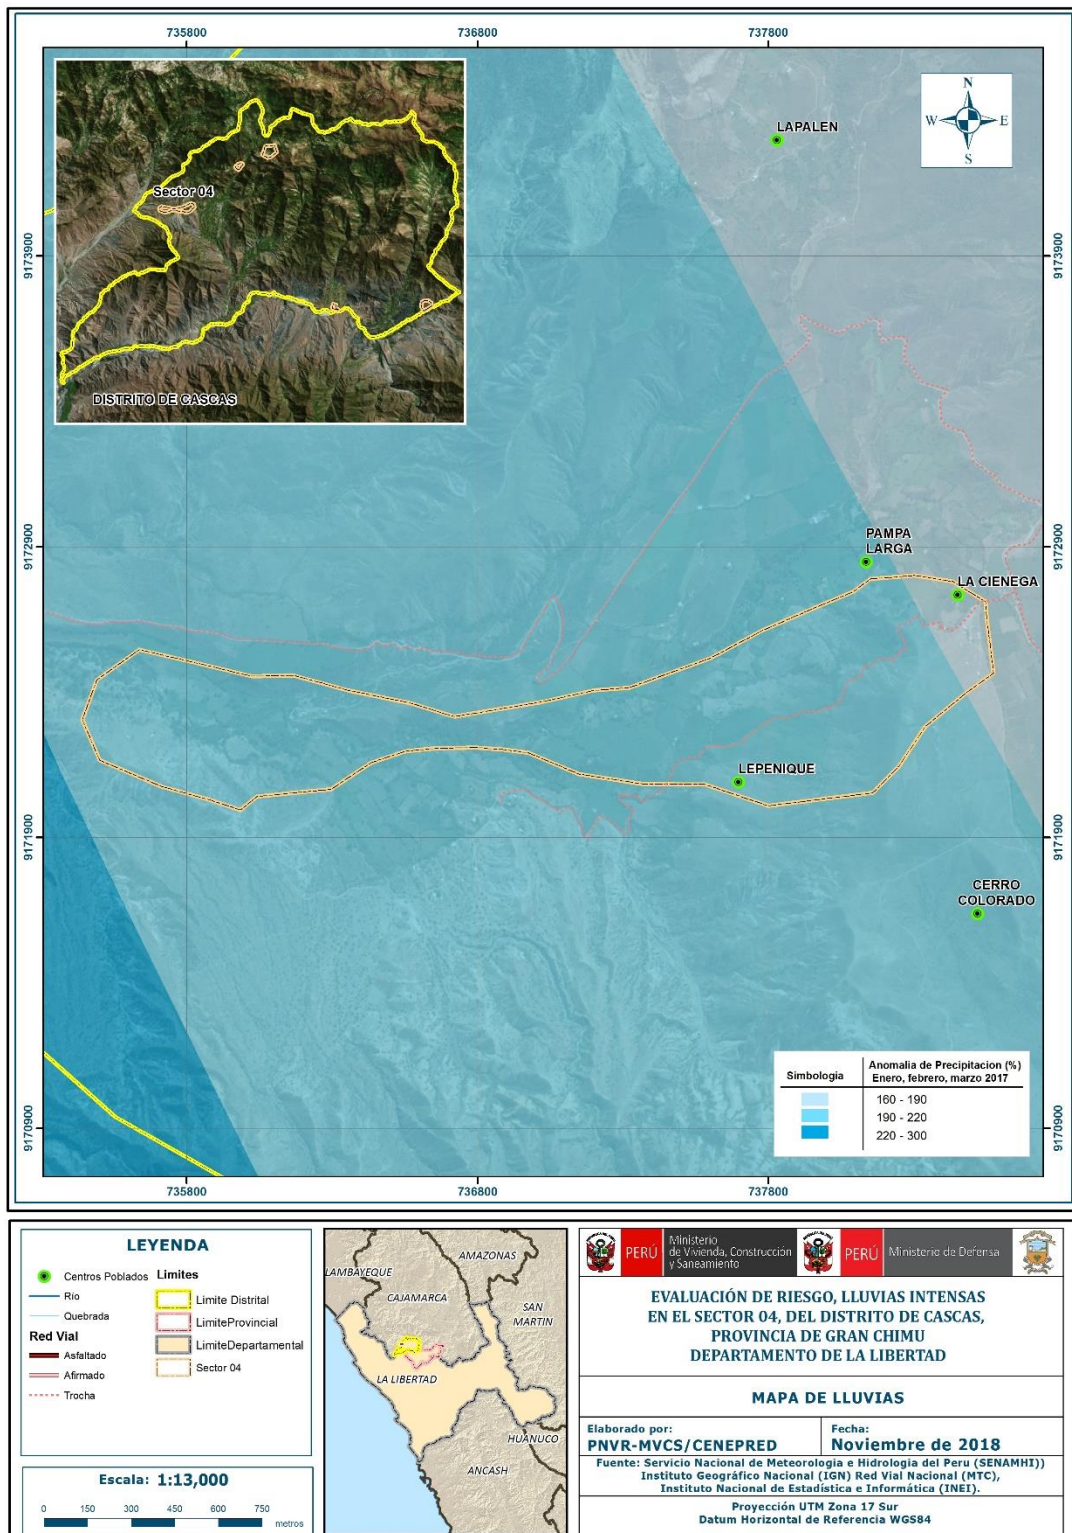 735800
736800
737800
9173900
9172900
9171900
9170900
9173900
9172900
9171900
9170900
N
W
E
S
Sector 04
DISTRITO DE CASCAS
LAPALEN
PAMPA
LARGA
LA CIENEGA
LEPENIQUE
CERRO
COLORADO
Simbologia
Anomalia de Precipitacion (%)
Enero, febrero, marzo 2017
160 - 190
190 - 220
220 - 300
735800
736800
737800
LEYENDA
Centros Poblados
Río
Quebrada
Red Vial
Asfaltado
Afirmado
Trocha
Limites
Limite Distrital
LimiteProvincial
LimiteDepartamental
Sector 04
Escala: 1:13,000
0 150 300 450 600 750
metros
AMAZONAS
LAMBAYEQUE
CAJAMARCA
SAN
MARTIN
LA LIBERTAD
HUANUCO
ANCASH
PERÚ
Ministerio
de Vivienda, Construcción
y Saneamiento
PERÚ
Ministerio de Defensa
EVALUACIÓN DE RIESGO, LLUVIAS INTENSAS
EN EL SECTOR 04, DEL DISTRITO DE CASCAS,
PROVINCIA DE GRAN CHIMU
DEPARTAMENTO DE LA LIBERTAD
MAPA DE LLUVIAS
Elaborado por:
PNVR-MVCS/CENEPRED
Fecha:
Noviembre de 2018
Fuente: Servicio Nacional de Meteorologia e Hidrologia del Peru (SENAMHI))
Instituto Geográfico Nacional (IGN) Red Vial Nacional (MTC),
Instituto Nacional de Estadística e Informática (INEI).
Proyección UTM Zona 17 Sur
Datum Horizontal de Referencia WGS84